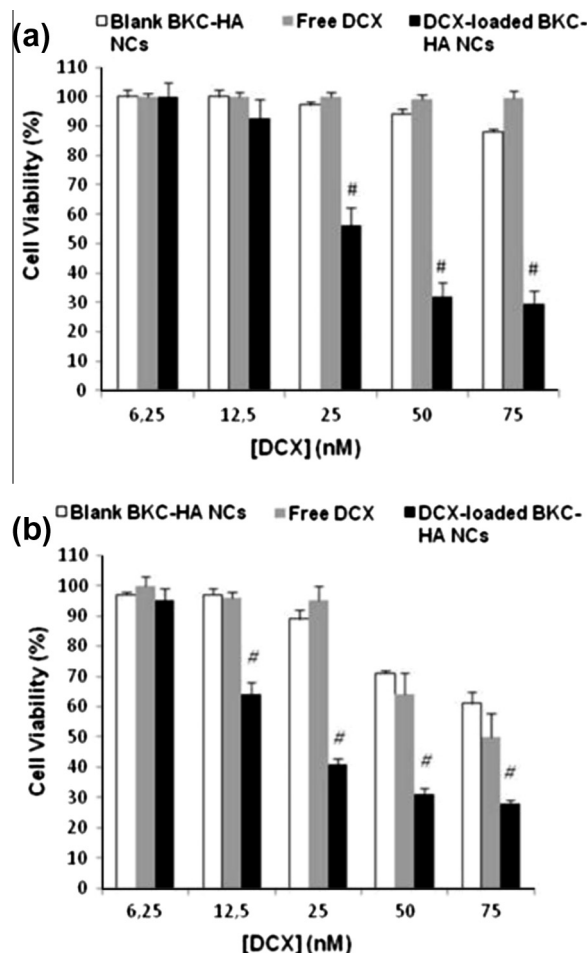 (a)
Blank BKC-HA NCs
Free DCX
DCX-loaded BKC-HA NCs
Cell Viability (%)
110
100
90
80
70
60
50
40
30
20
10
0
#
#
#
6,25 12,5 25 50 75
[DCX] (nM)
(b)
Blank BKC-HA NCs
Free DCX
DCX-loaded BKC-HA NCs
Cell Viability (%)
110
100
90
80
70
60
50
40
30
20
10
0
#
#
#
#
6,25 12,5 25 50 75
[DCX] (nM)